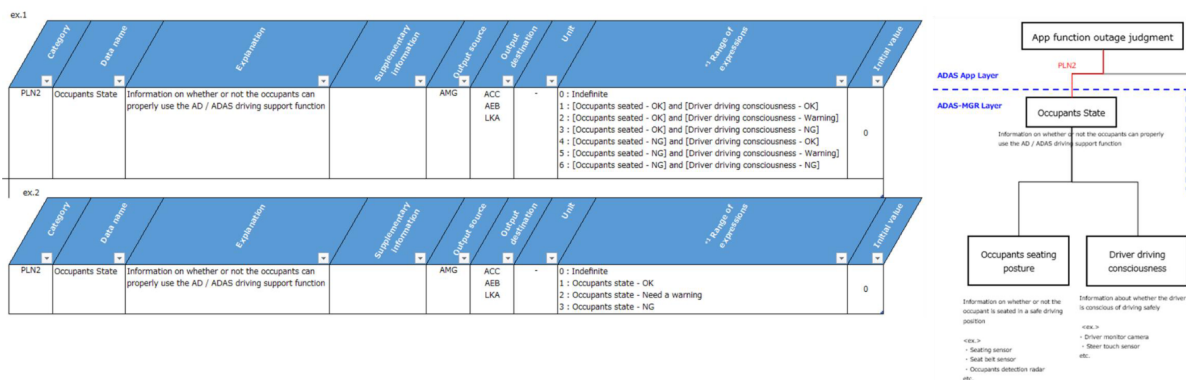 ex.1
Category
Data name
Explanation
Supplementary
information
Output source
Output
destination
Unit
*¹ Range of
expressions
Initial value
PLN2
Occupants State
Information on whether or not the occupants can
properly use the AD / ADAS driving support function
AMG
ACC
AEB
LKA
-
0 : Indefinite
1 : [Occupants seated - OK] and [Driver driving consciousness - OK]
2 : [Occupants seated - OK] and [Driver driving consciousness - Warning]
3 : [Occupants seated - OK] and [Driver driving consciousness - NG]
4 : [Occupants seated - NG] and [Driver driving consciousness - OK]
5 : [Occupants seated - NG] and [Driver driving consciousness - Warning]
6 : [Occupants seated - NG] and [Driver driving consciousness - NG]
0
ex.2
Category
Data name
Explanation
Supplementary
information
Output source
Output
destination
Unit
*¹ Range of
expressions
Initial value
PLN2
Occupants State
Information on whether or not the occupants can
properly use the AD / ADAS driving support function
AMG
ACC
AEB
LKA
-
0 : Indefinite
1 : Occupants state - OK
2 : Occupants state - Need a warning
3 : Occupants state - NG
0
App function outage judgment
PLN2
ADAS App Layer
ADAS-MGR Layer
Occupants State
Information on whether or not the occupants can properly
use the AD / ADAS driving support function
Occupants seating
posture
Information on whether or not the
occupant is seated in a safe driving
position
<ex.>
・Seating sensor
・Seat belt sensor
・Occupants detection radar
etc.
Driver driving
consciousness
Information about whether the driver
is conscious of driving safely
<ex.>
・Driver monitor camera
・Steer touch sensor
etc.